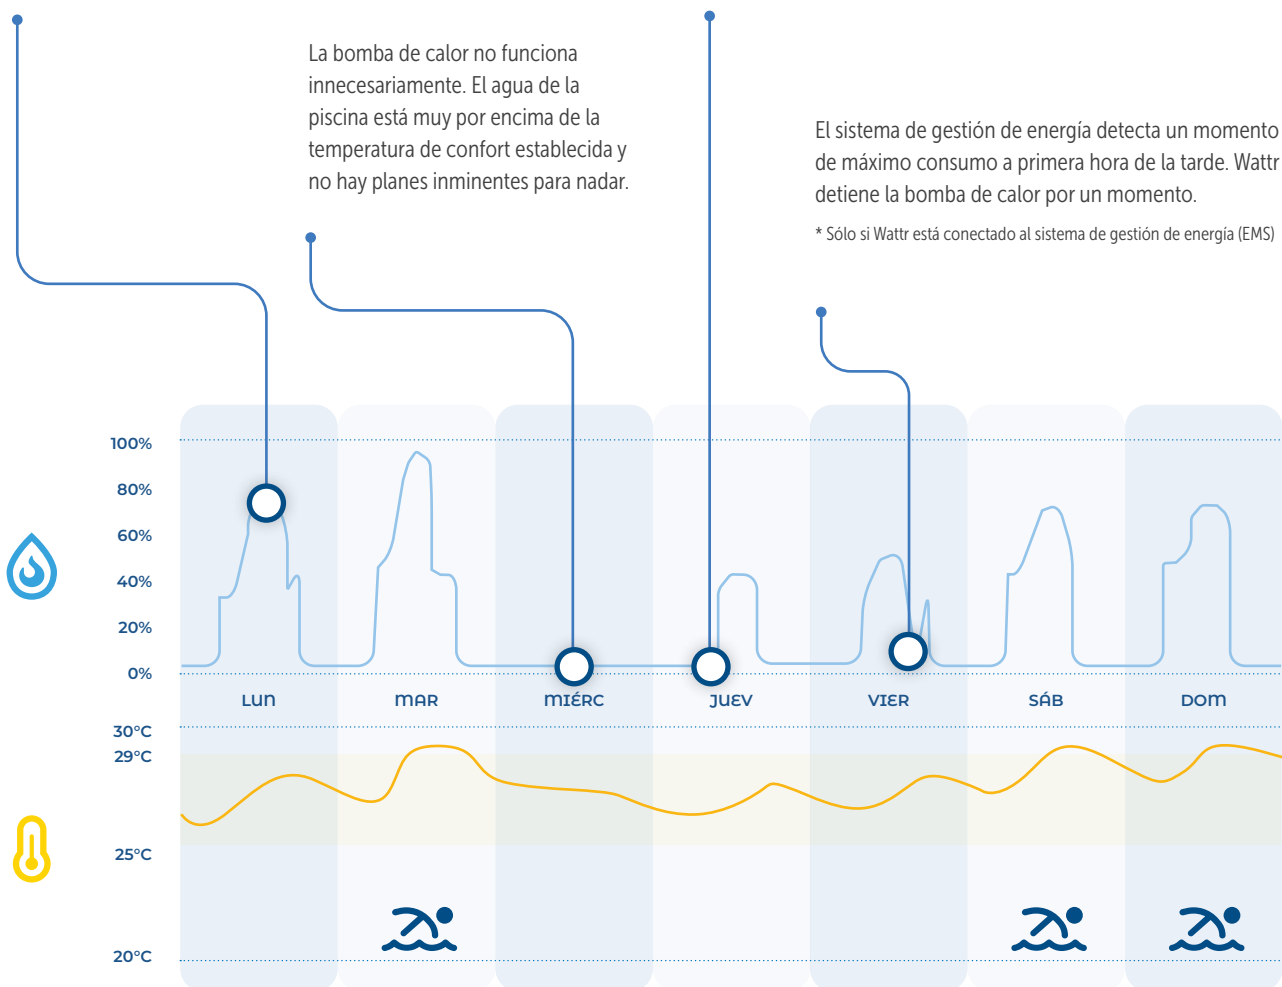 La bomba de calor no funciona
innecesariamente. El agua de la
piscina está muy por encima de la
temperatura de confort establecida y
no hay planes inminentes para nadar.
El sistema de gestión de energía detecta un momento
de máximo consumo a primera hora de la tarde. Wattr
detiene la bomba de calor por un momento.
* Sólo si Wattr está conectado al sistema de gestión de energía (EMS)
100%
80%
60%
40%
20%
0%
LUN MAR MIÉRC JUEV VIER SÁB DOM
30°C
29°C
25°C
20°C